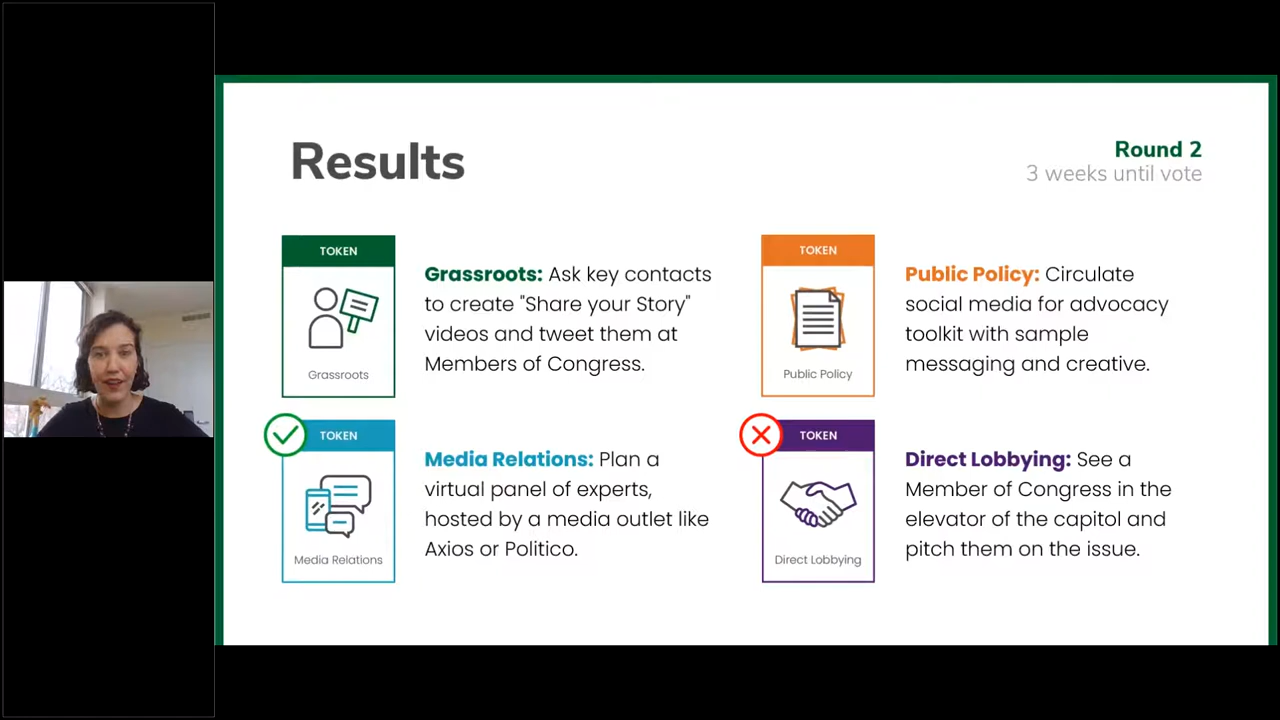 Results
Round 2
3 weeks until vote
TOKEN
Grassroots
Grassroots: Ask key contacts
to create "Share your Story"
videos and tweet them at
Members of Congress.
TOKEN
Public Policy
Public Policy: Circulate
social media for advocacy
toolkit with sample
messaging and creative.
TOKEN
Media Relations
Media Relations: Plan a
virtual panel of experts,
hosted by a media outlet like
Axios or Politico.
TOKEN
Direct Lobbying
Direct Lobbying: See a
Member of Congress in the
elevator of the capitol and
pitch them on the issue.